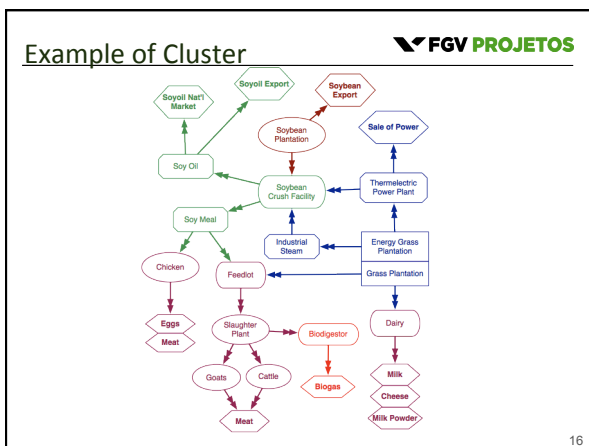 Example of Cluster
FGV PROJETOS
Soyoil Export
Soybean
Export
Soyoil Nat'l
Market
Sale of Power
Soybean
Plantation
Soy Oil
Soybean
Crush Facility
Thermelectric
Power Plant
Soy Meal
Industrial
Steam
Energy Grass
Plantation
Chicken
Feedlot
Grass Plantation
Eggs
Meat
Slaughter
Plant
Biodigestor
Dairy
Goats
Cattle
Biogas
Milk
Cheese
Milk Powder
Meat
16